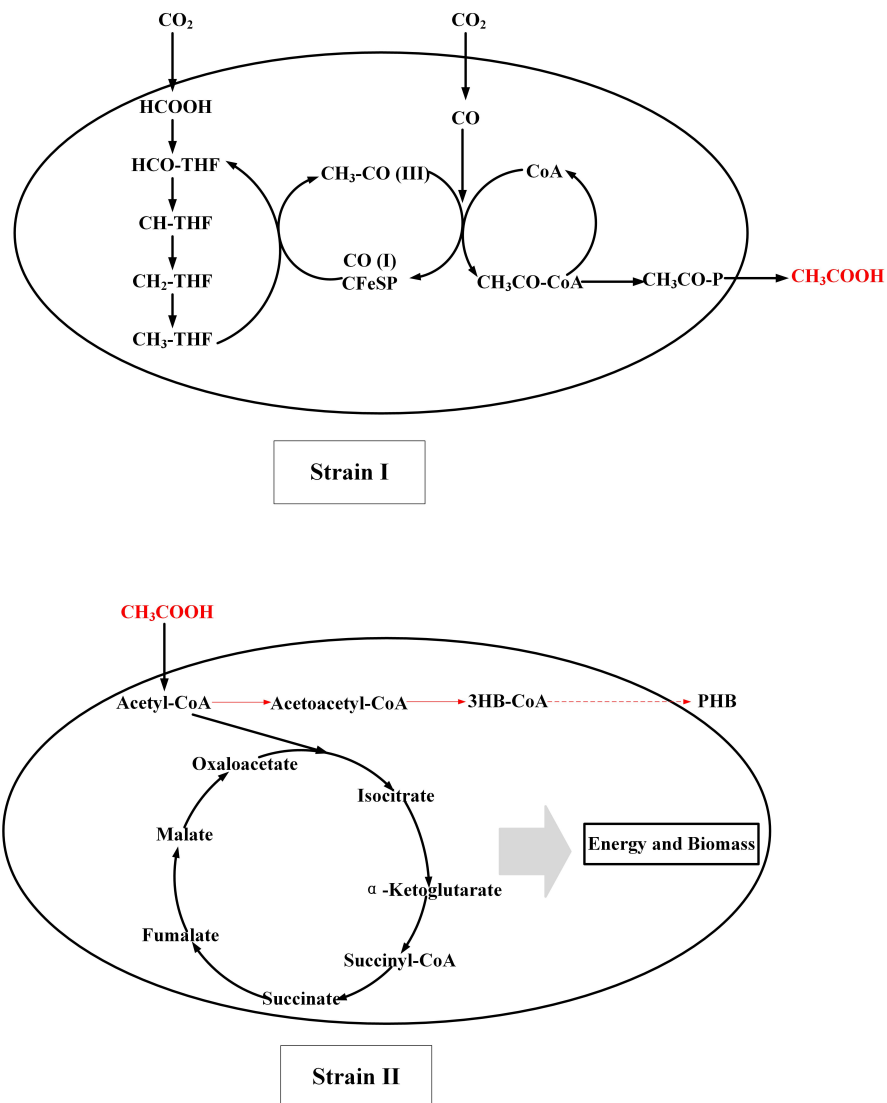 CO₂
CO₂
HCOOH
CO
HCO-THF
CH₃-CO (III)
CoA
CH-THF
CO (I)
CFeSP
CH₂-THF
CH₃CO-CoA
CH₃CO-P
CH₃COOH
CH₃-THF
Strain I
CH₃COOH
Acetyl-CoA
Acetoacetyl-CoA
3HB-CoA
PHB
Oxaloacetate
Isocitrate
Malate
Energy and Biomass
α-Ketoglutarate
Fumalate
Succinyl-CoA
Succinate
Strain II